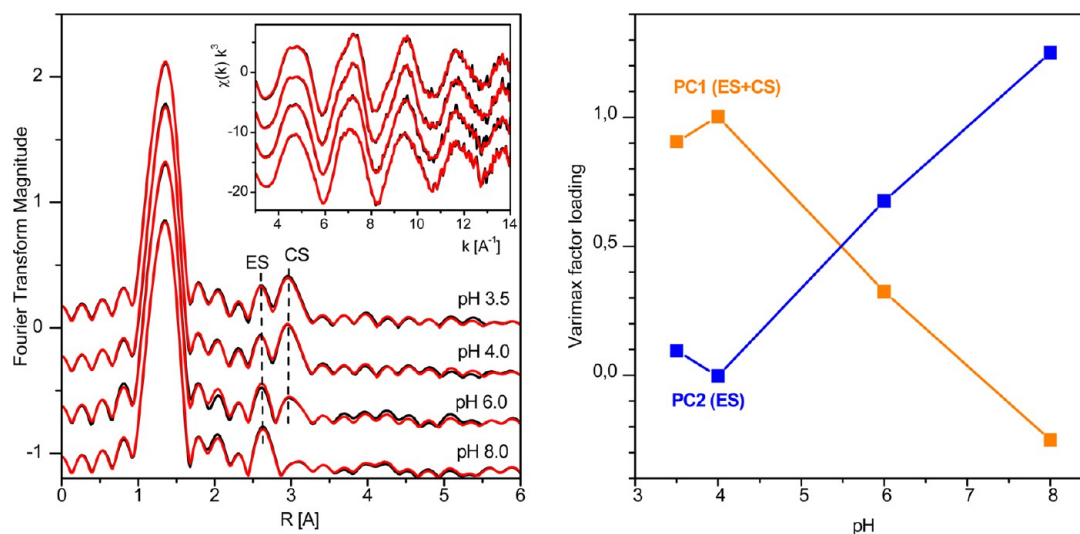 Fourier Transform Magnitude
2
1
0
-1
0
1
2
3
4
5
6
R [A]
χ(k) k³
0
-10
-20
4
6
8
10
12
14
k [A⁻¹]
ES
CS
pH 3.5
pH 4.0
pH 6.0
pH 8.0
Varimax factor loading
1,0
0,5
0,0
3
4
5
6
7
8
pH
PC1 (ES+CS)
PC2 (ES)